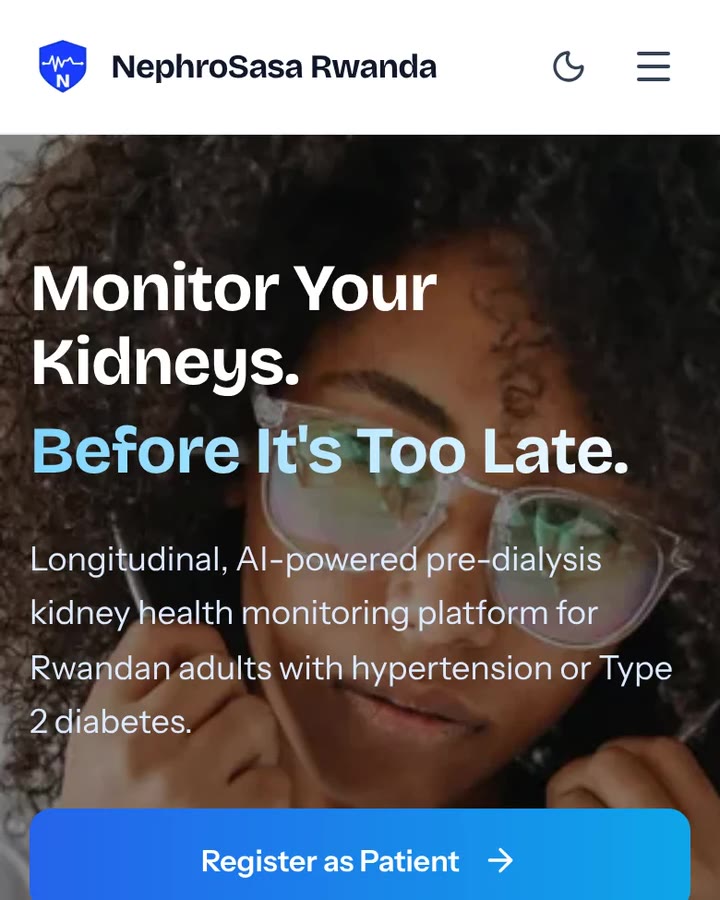 N
NephroSasa Rwanda
Monitor Your
Kidneys.
Before It's Too Late.
Longitudinal, AI-powered pre-dialysis
kidney health monitoring platform for
Rwandan adults with hypertension or Type
2 diabetes.
Register as Patient →